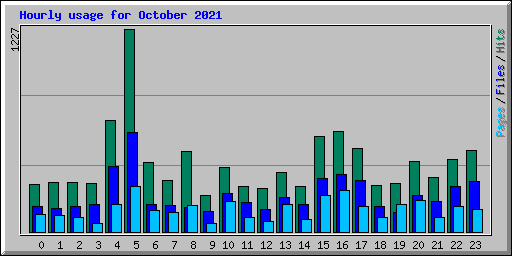 Hourly usage for October 2021
1227
Pages / Files / Hits
0 1 2 3 4 5 6 7 8 9 10 11 12 13 14 15 16 17 18 19 20 21 22 23